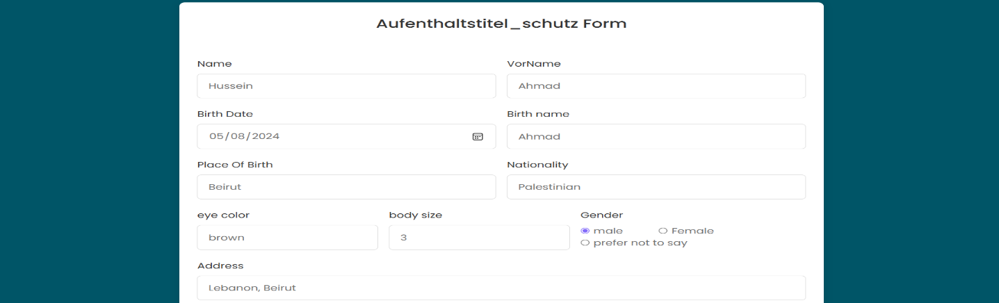 Aufenthaltstitel_schutz Form
Name VorName
Hussein Ahmad
Birth Date Birth name
05/08/2024 Ahmad
Place Of Birth Nationality
Beirut Palestinian
eye color body size Gender
brown 3 male Female
prefer not to say
Address
Lebanon, Beirut